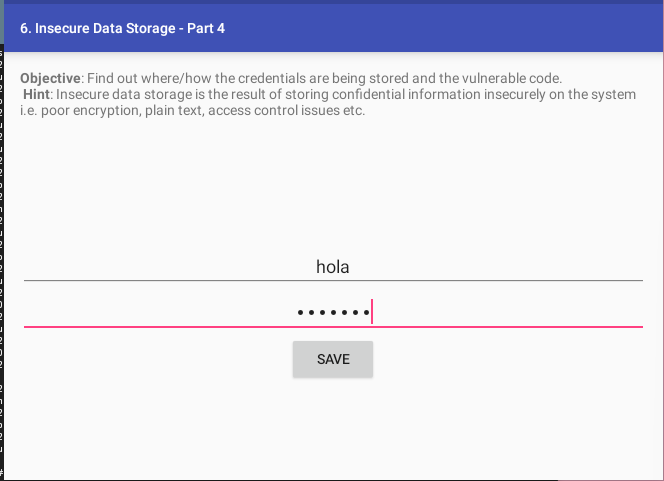 6. Insecure Data Storage - Part 4
Objective: Find out where/how the credentials are being stored and the vulnerable code.
Hint: Insecure data storage is the result of storing confidential information insecurely on the system
i.e. poor encryption, plain text, access control issues etc.
hola
•••••••
SAVE